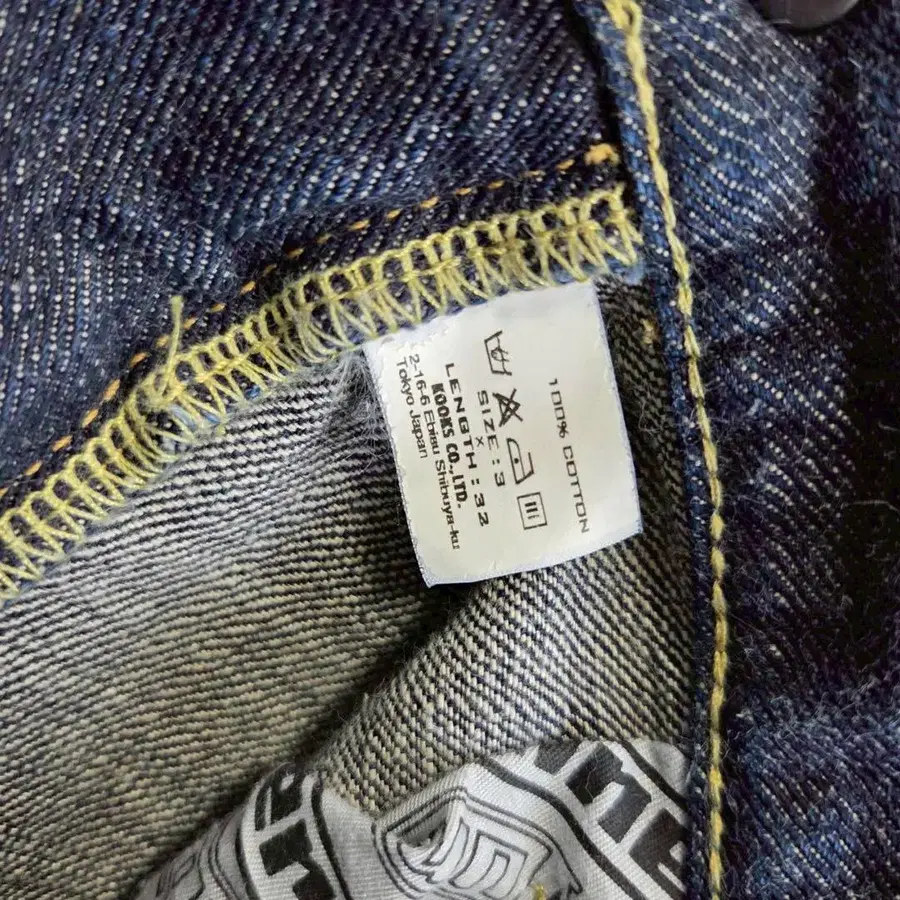 100% COTTON
SIZE : 3
×
LENGTH : 32
KOOKS CO.,LTD.
2-16-6 Ebisu Shibuya-ku
Tokyo Japan